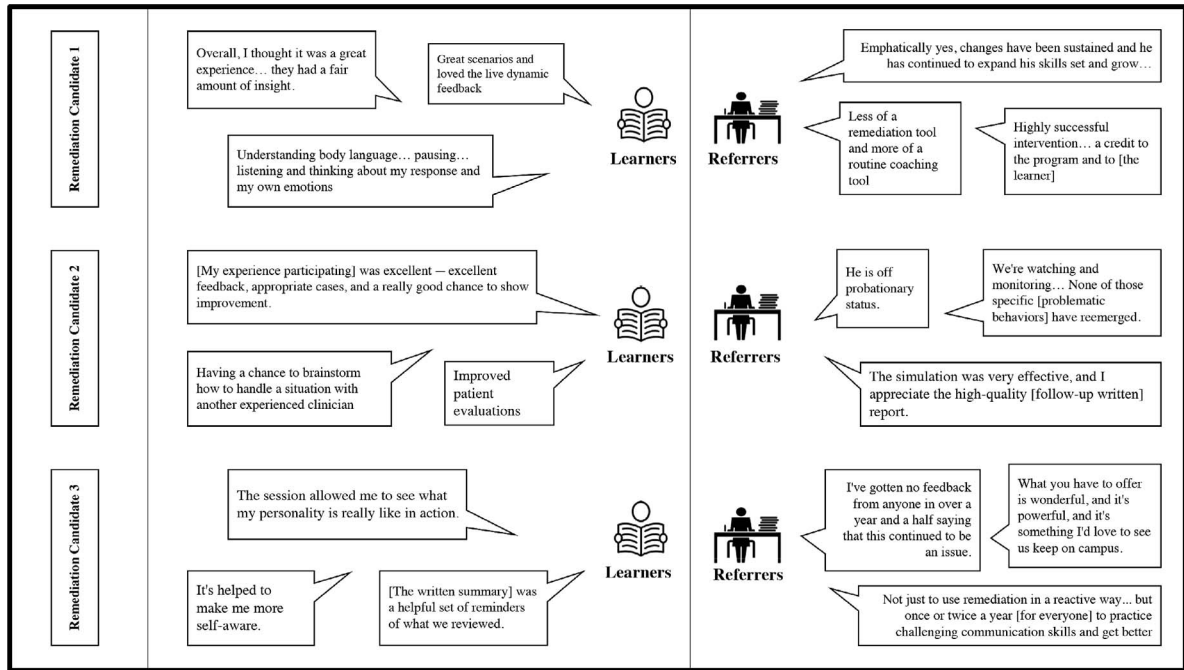 Remediation Candidate 1
Overall, I thought it was a great
experience... they had a fair
amount of insight.
Great scenarios and
loved the live dynamic
feedback
Understanding body language... pausing...
listening and thinking about my response and
my own emotions
Learners
Referrers
Emphatically yes, changes have been sustained and he
has continued to expand his skills set and grow...
Less of a
remediation tool
and more of a
routine coaching
tool
Highly successful
intervention... a credit
to the program and to [the
learner]
Remediation Candidate 2
[My experience participating] was excellent — excellent
feedback, appropriate cases, and a really good chance to show
improvement.
Having a chance to brainstorm
how to handle a situation with
another experienced clinician
Improved
patient
evaluations
Learners
Referrers
He is off
probationary
status.
We're watching and
monitoring... None of those
specific [problematic
behaviors] have reemerged.
The simulation was very effective, and I
appreciate the high-quality [follow-up written]
report.
Remediation Candidate 3
The session allowed me to see what
my personality is really like in action.
It's helped to
make me more
self-aware.
[The written summary] was
a helpful set of reminders
of what we reviewed.
Learners
Referrers
I've gotten no feedback
from anyone in over a
year and a half saying
that this continued to be
an issue.
What you have to offer
is wonderful, and it's
powerful, and it's
something I'd love to see
us keep on campus.
Not just to use remediation in a reactive way... but
once or twice a year [for everyone] to practice
challenging communication skills and get better